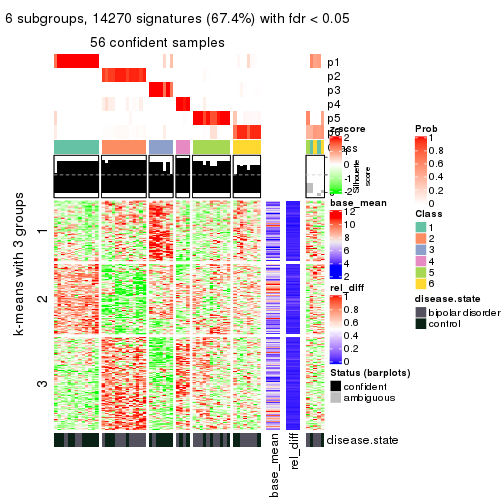 6 subgroups, 14270 signatures (67.4%) with fdr < 0.05
56 confident samples
p1
p2
p3
p4
p5
p6
Class
Silhouette
score
k-means with 3 groups
1
2
3
z-score
2
1
0
-1
-2
base_mean
12
10
8
6
4
2
rel_diff
1
0.8
0.6
0.4
0.2
0
Status (barplots)
confident
ambiguous
Prob
1
0.8
0.6
0.4
0.2
0
Class
1
2
3
4
5
6
disease.state
bipolar disorder
control
disease.state
base_mean
rel_diff